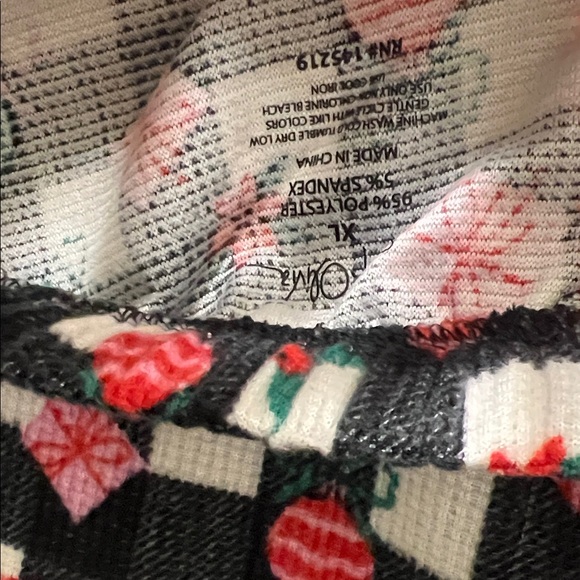 XL
95% POLYESTER
5% SPANDEX
MADE IN CHINA
MACHINE WASH COLD TUMBLE DRY LOW
GENTLE CYCLE WITH LIKE COLORS
USE ONLY NON CHLORINE BLEACH
USE COOL IRON
RN# 145219